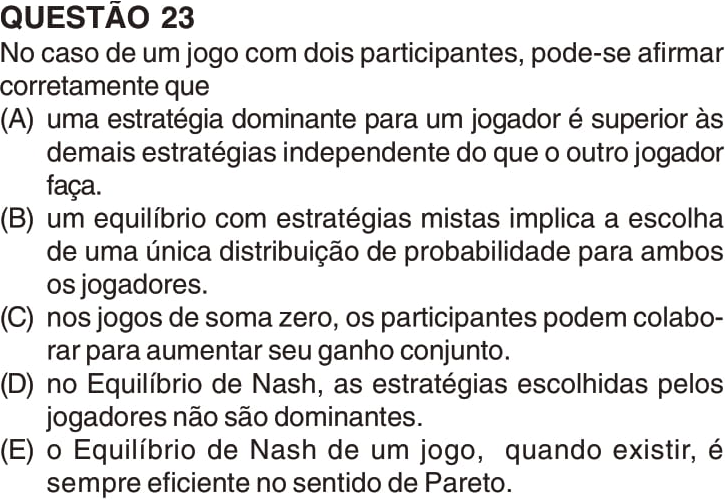 QUESTÃO 23
No caso de um jogo com dois participantes, pode-se afirmar
corretamente que
(A) uma estratégia dominante para um jogador é superior às
demais estratégias independente do que o outro jogador
faça.
(B) um equilíbrio com estratégias mistas implica a escolha
de uma única distribuição de probabilidade para ambos
os jogadores.
(C) nos jogos de soma zero, os participantes podem colabo-
rar para aumentar seu ganho conjunto.
(D) no Equilíbrio de Nash, as estratégias escolhidas pelos
jogadores não são dominantes.
(E) o Equilíbrio de Nash de um jogo, quando existir, é
sempre eficiente no sentido de Pareto.